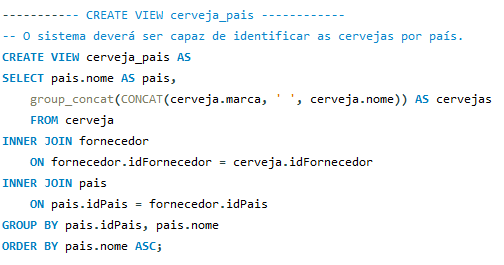 ----------- CREATE VIEW cerveja_pais ------------
-- O sistema deverá ser capaz de identificar as cervejas por país.
CREATE VIEW cerveja_pais AS
SELECT pais.nome AS pais,
    group_concat(CONCAT(cerveja.marca, ' ', cerveja.nome)) AS cervejas
    FROM cerveja
INNER JOIN fornecedor
    ON fornecedor.idFornecedor = cerveja.idFornecedor
INNER JOIN pais
    ON pais.idPais = fornecedor.idPais
GROUP BY pais.idPais, pais.nome
ORDER BY pais.nome ASC;